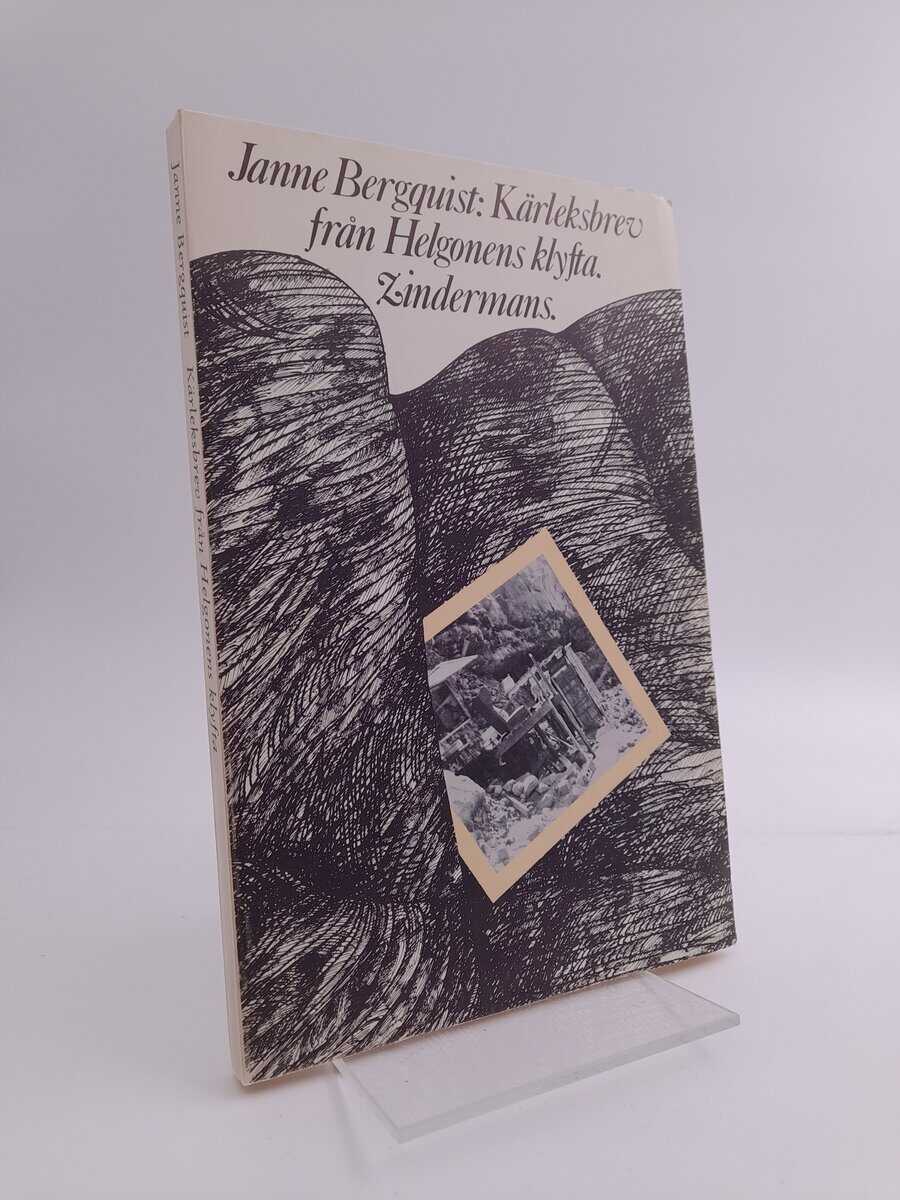 Janne Bergquist: Kärleksbrev
från Helgonens klyfta.
Zindermans.
Janne Bergquist Kärleksbrev från Helgonens klyfta